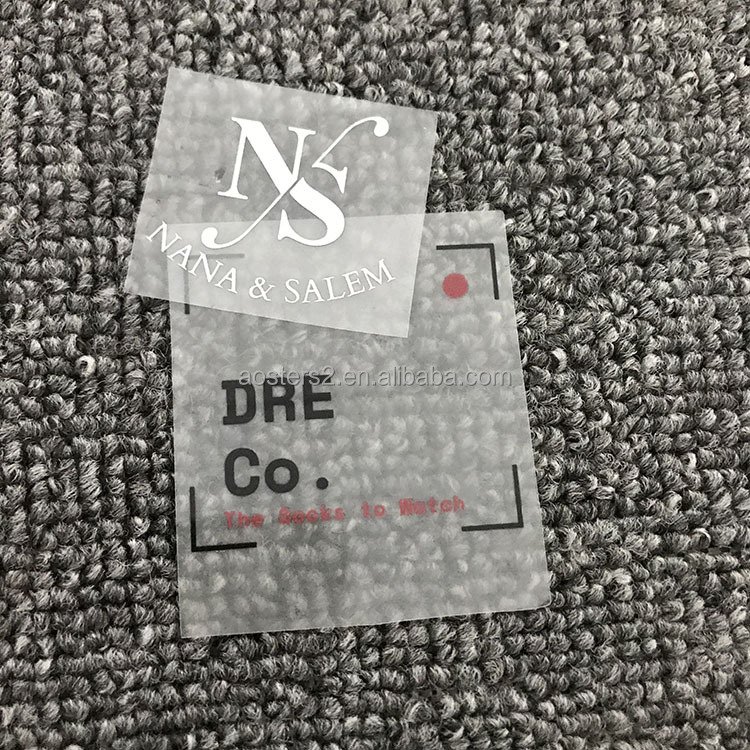 NS
NANA & SALEM
aosters2.en.alibaba.com
DRE
Co.
The Socks to Watch